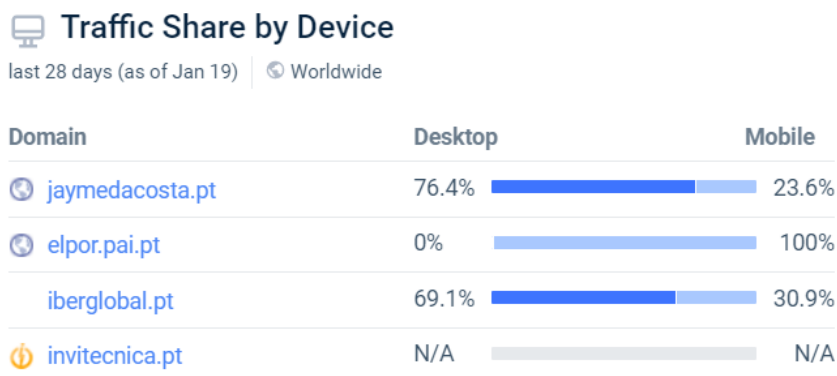 Traffic Share by Device
last 28 days (as of Jan 19) Worldwide
Domain Desktop Mobile
jaymedacosta.pt 76.4% 23.6%
elpor.pai.pt 0% 100%
iberglobal.pt 69.1% 30.9%
invitecnica.pt N/A N/A